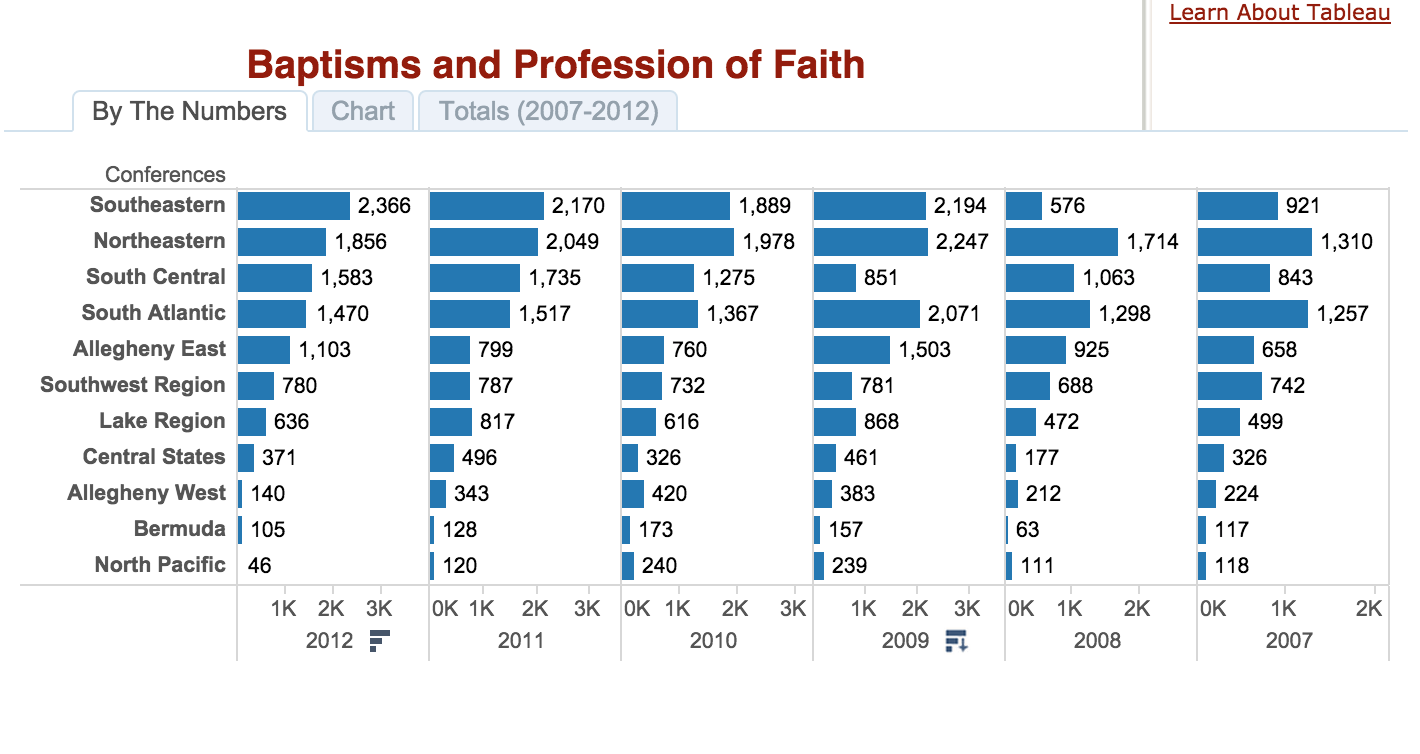 Learn About Tableau
Baptisms and Profession of Faith
By The Numbers Chart Totals (2007-2012)
Conferences
Southeastern 2,366 2,170 1,889 2,194 576 921
Northeastern 1,856 2,049 1,978 2,247 1,714 1,310
South Central 1,583 1,735 1,275 851 1,063 843
South Atlantic 1,470 1,517 1,367 2,071 1,298 1,257
Allegheny East 1,103 799 760 1,503 925 658
Southwest Region 780 787 732 781 688 742
Lake Region 636 817 616 868 472 499
Central States 371 496 326 461 177 326
Allegheny West 140 343 420 383 212 224
Bermuda 105 128 173 157 63 117
North Pacific 46 120 240 239 111 118
1K 2K 3K 0K 1K 2K 3K 0K 1K 2K 3K 1K 2K 3K 0K 1K 2K 0K 1K 2K
2012 2011 2010 2009 2008 2007